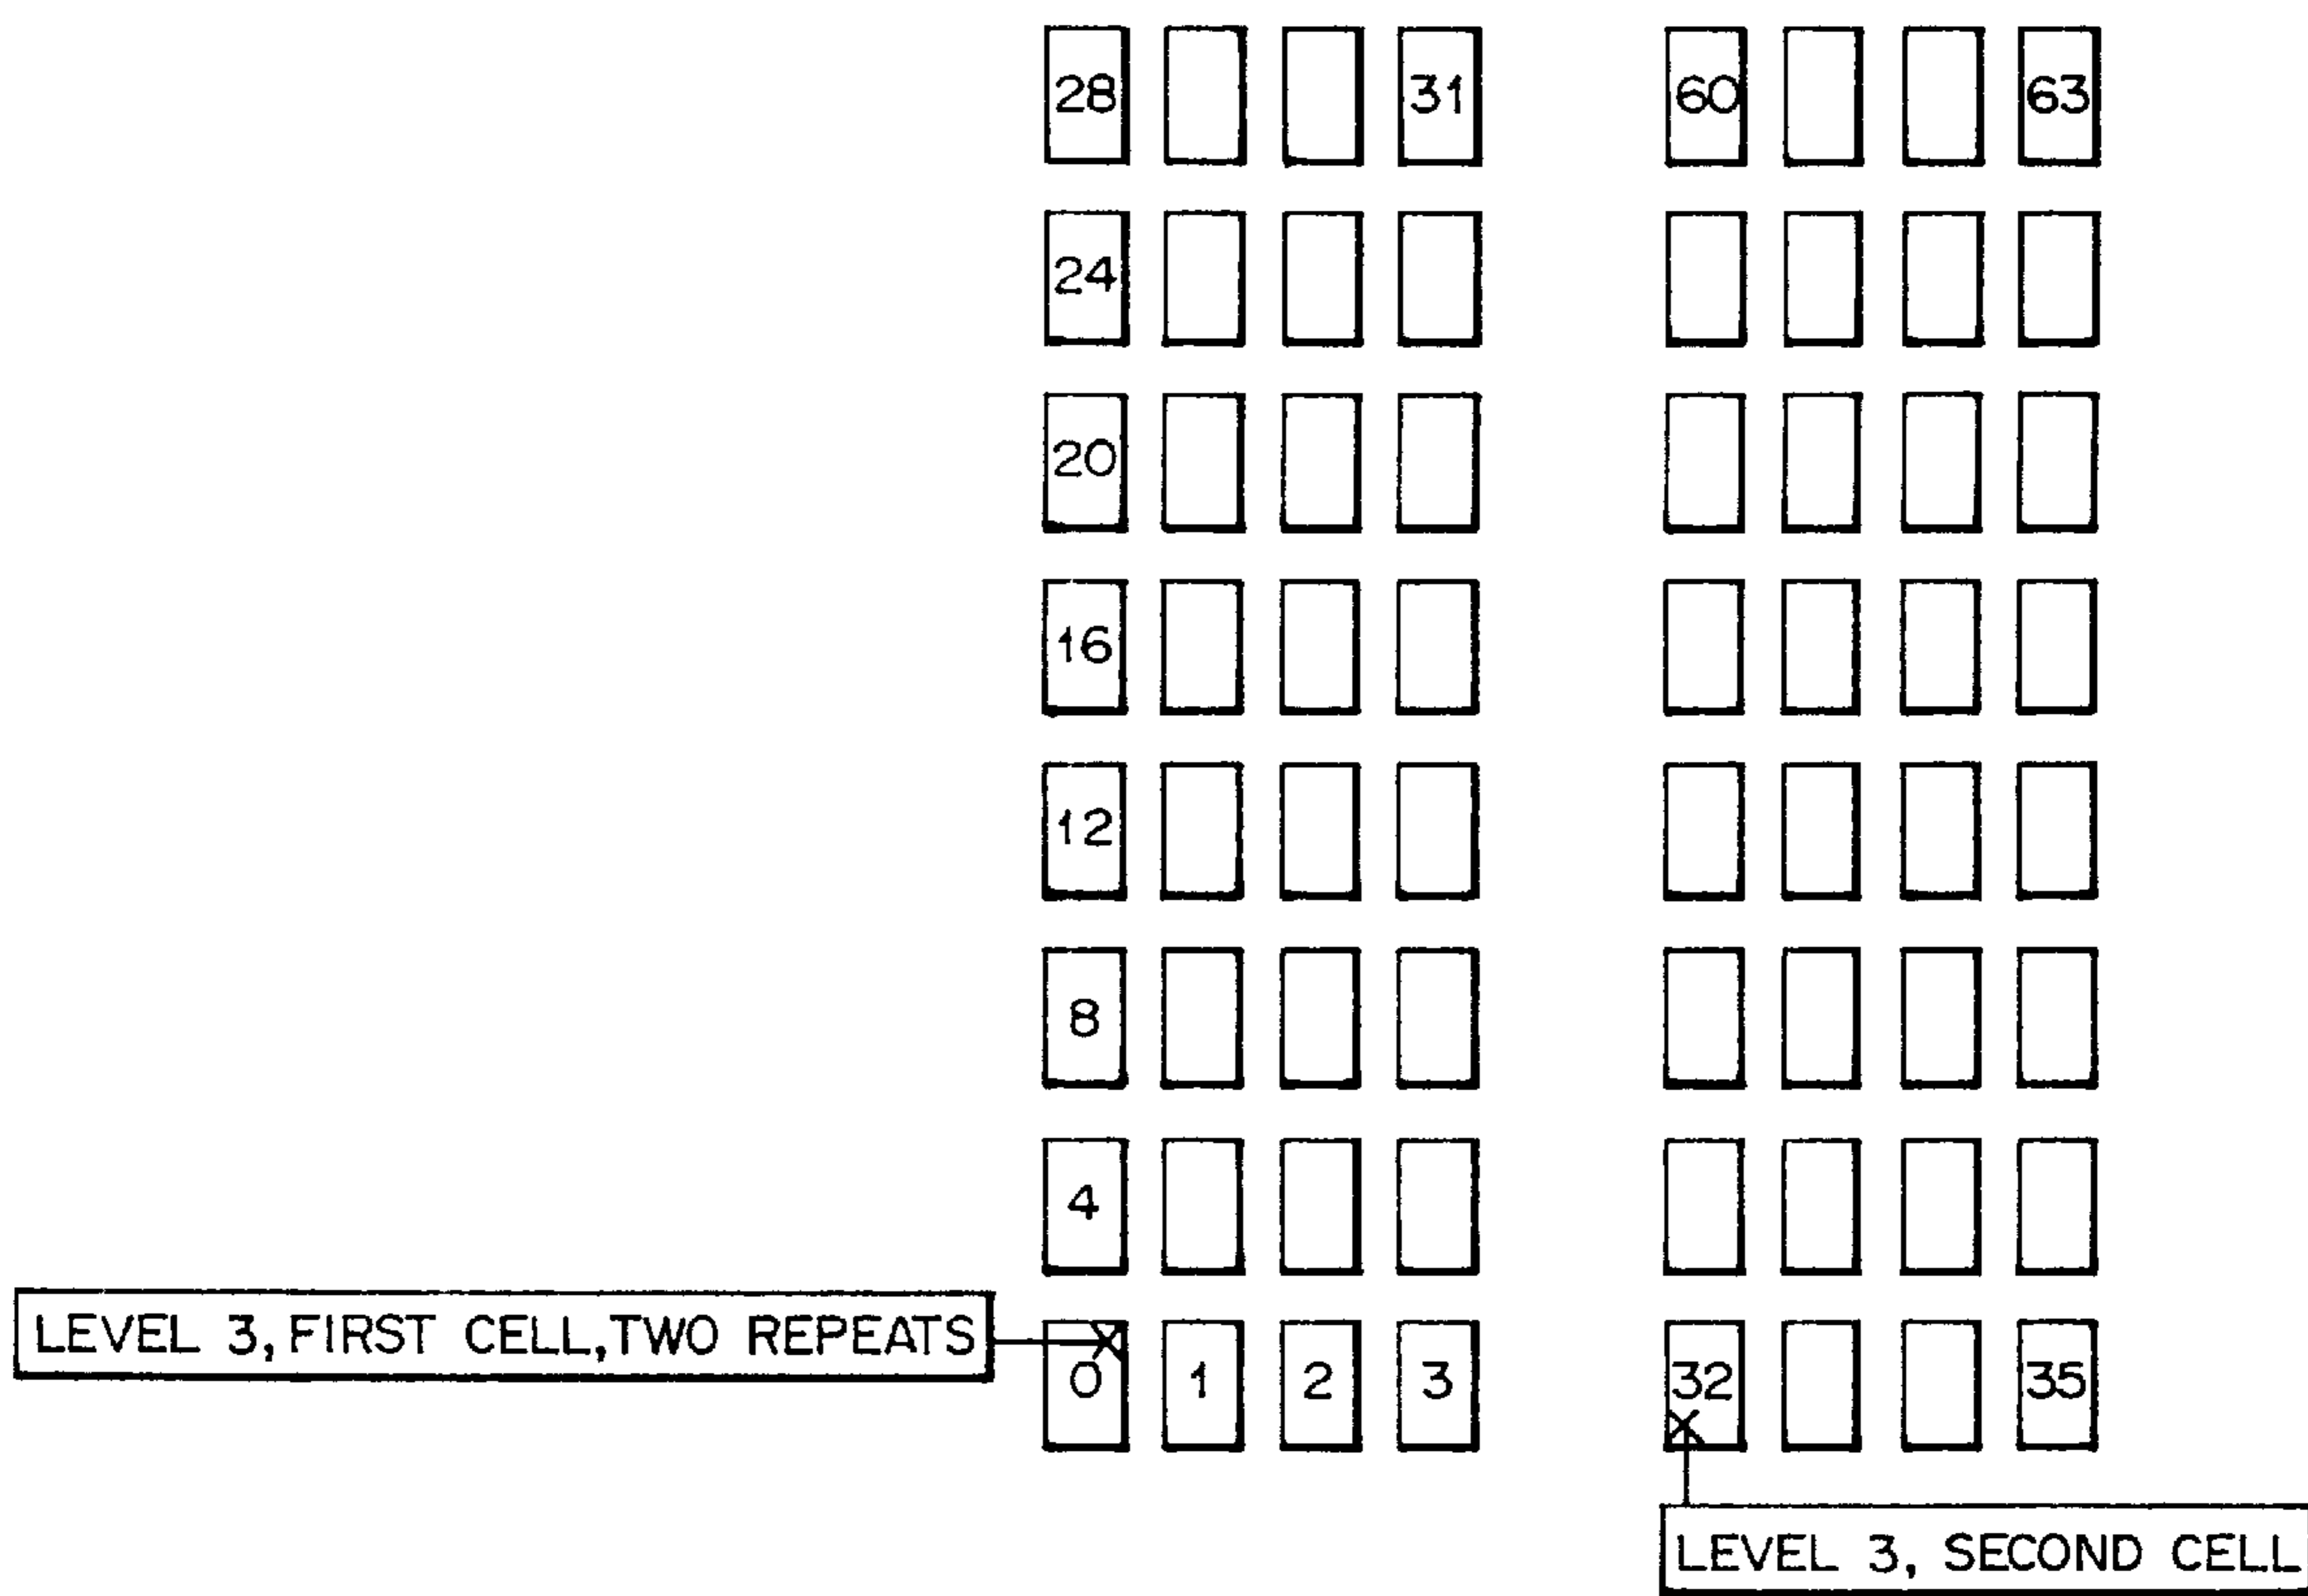 28 31 60 63
24
20
16
12
8
4
LEVEL 3, FIRST CELL, TWO REPEATS
0 1 2 3 32 35
LEVEL 3, SECOND CELL